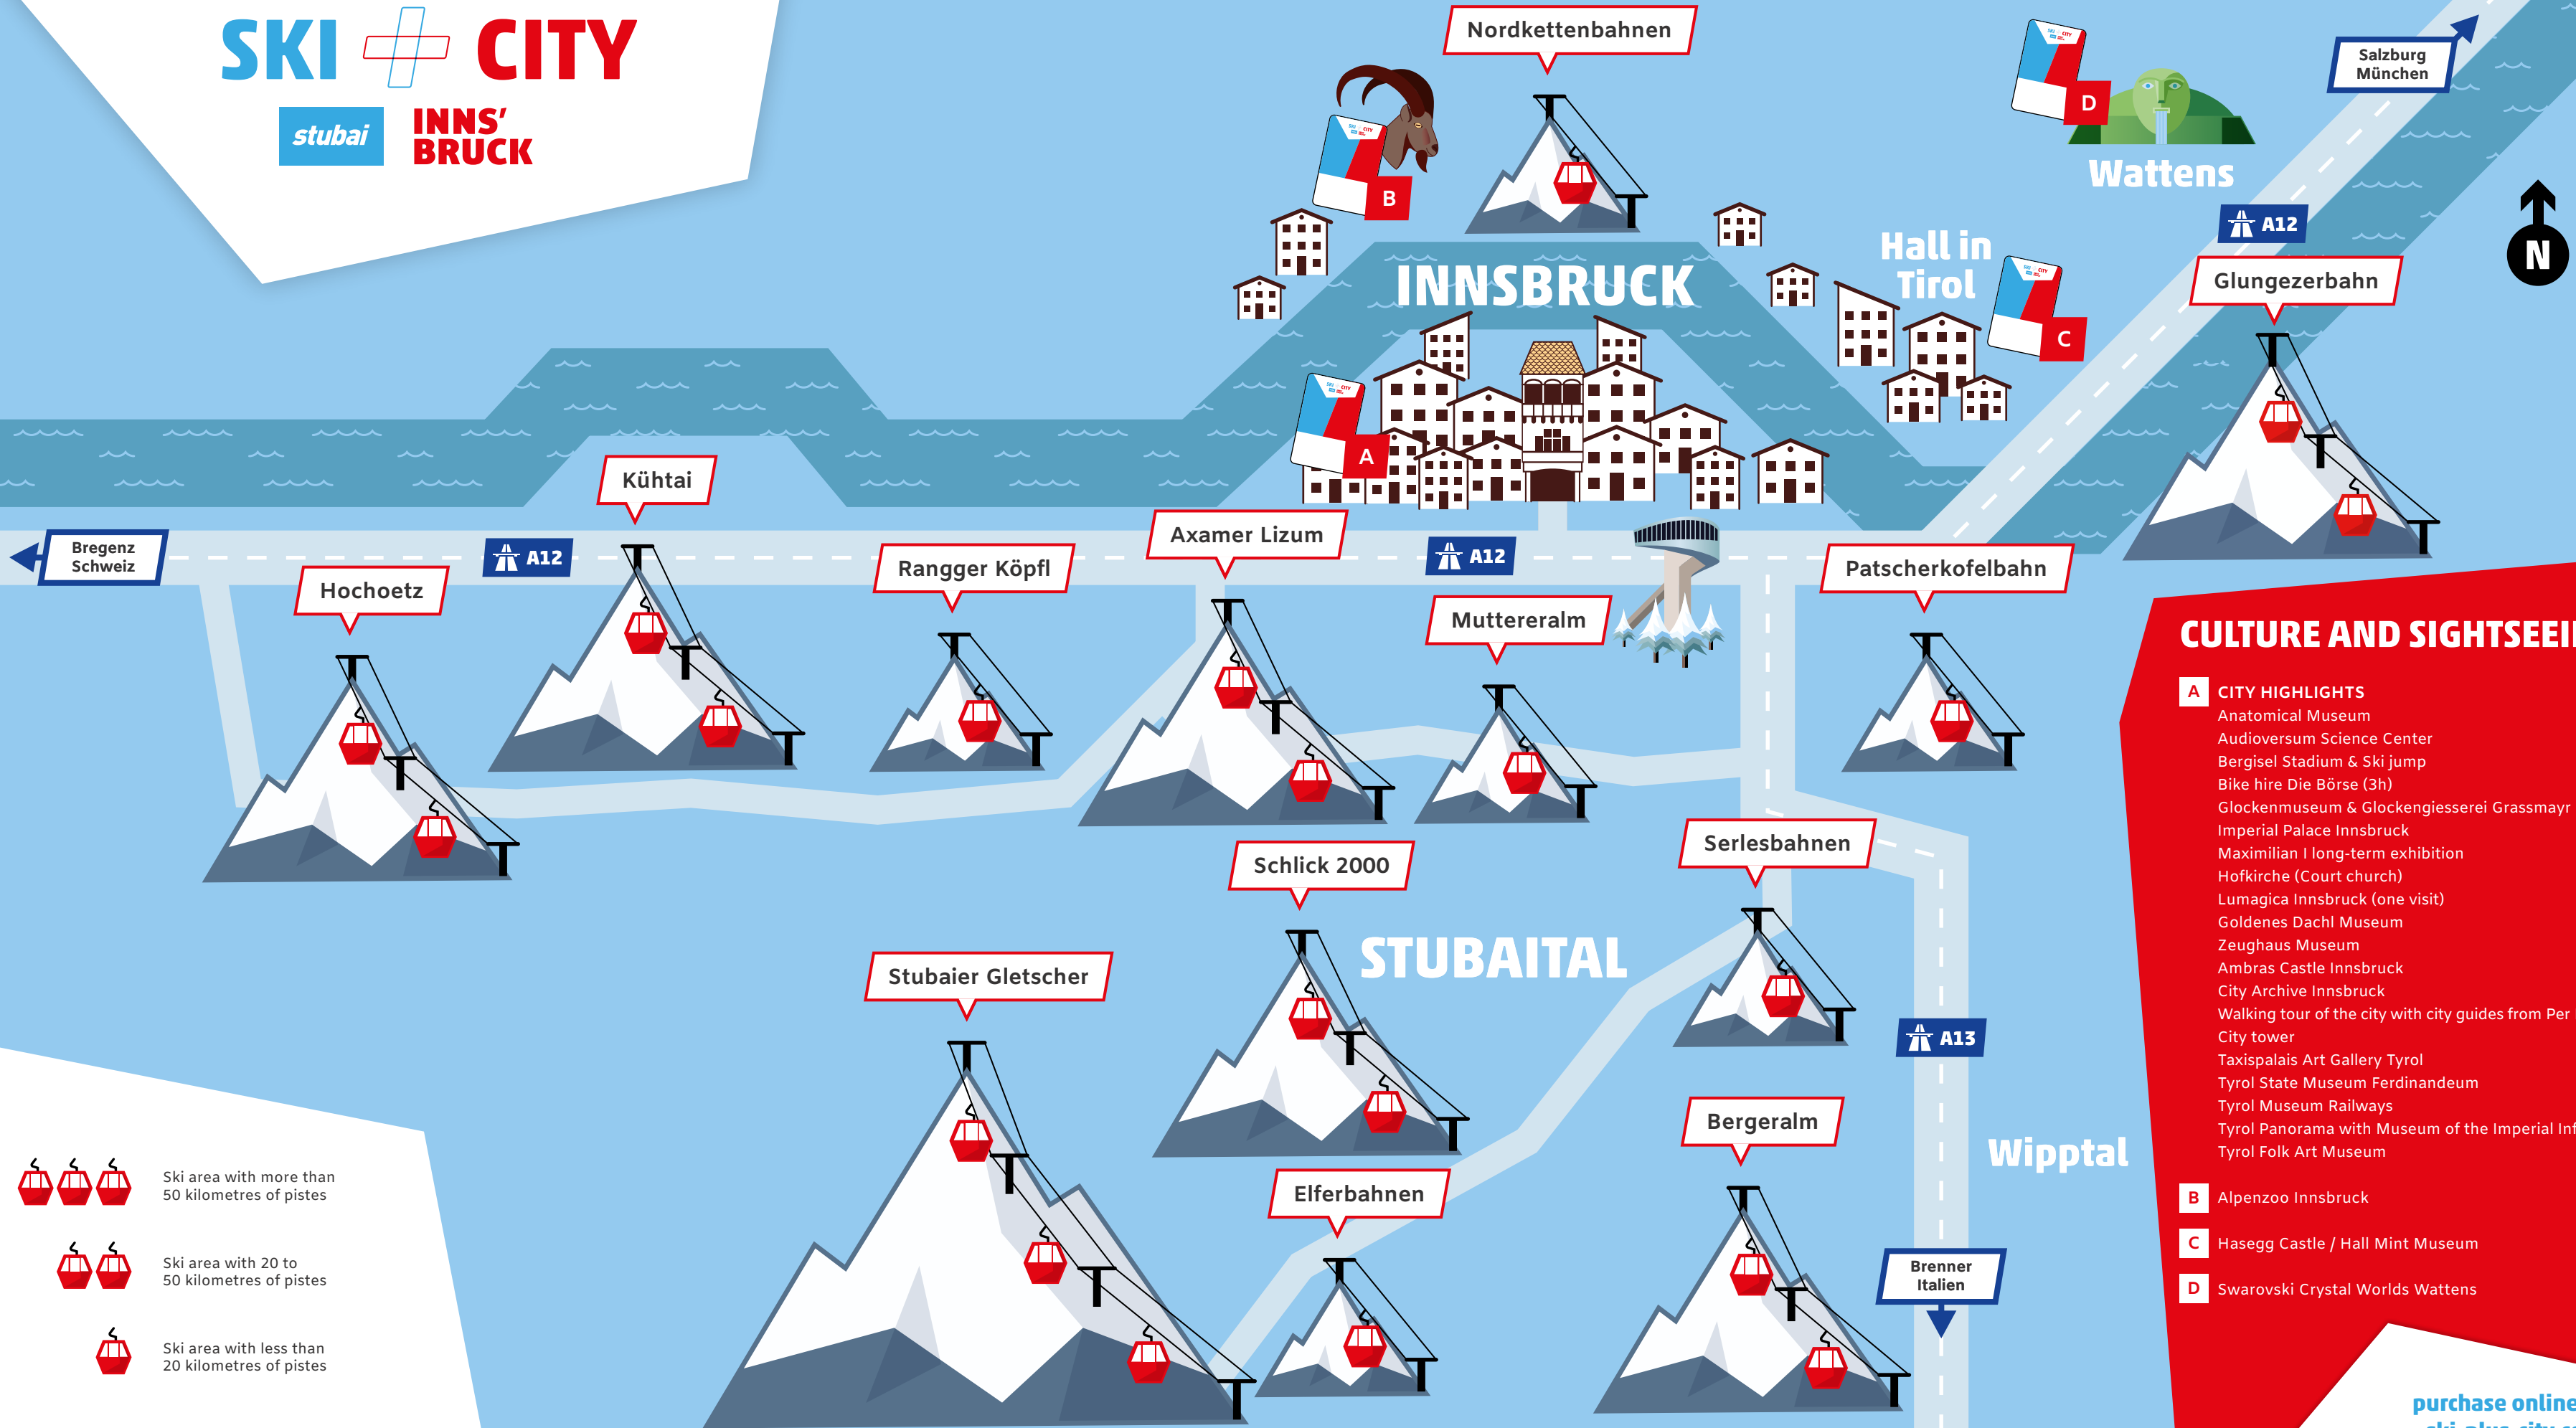 SKI CITY
stubai
INNS'
BRUCK
Nordkettenbahnen
B
D
Wattens
Salzburg
München
A12
N
INNSBRUCK
Hall in
Tirol
C
Glungezerbahn
A
Kühtai
Bregenz
Schweiz
A12
Hochoetz
Rangger Köpfl
Axamer Lizum
A12
Muttereralm
Patscherkofelbahn
Serlesbahnen
Schlick 2000
STUBAITAL
Stubaier Gletscher
A13
Bergeralm
Wipptal
Elferbahnen
Brenner
Italien
Ski area with more than
50 kilometres of pistes
Ski area with 20 to
50 kilometres of pistes
Ski area with less than
20 kilometres of pistes
CULTURE AND
A CITY HIGHLIGHTS
Anatomical Museum
Audioversum Science Center
Bergisel Stadium & Ski jump
Bike hire Die Börse (3h)
Glockenmuseum & Glockengiesserei Grassmayr
Imperial Palace Innsbruck
Maximilian I long-term exhibition
Hofkirche (Court church)
Lumagica Innsbruck (one visit)
Goldenes Dachl Museum
Zeughaus Museum
Ambras Castle Innsbruck
City Archive Innsbruck
Walking tour of the city with city guides from Per
City tower
Taxispalais Art Gallery Tyrol
Tyrol State Museum Ferdinandeum
Tyrol Museum Railways
Tyrol Panorama with Museum of the Imperial Inf
Tyrol Folk Art Museum
B Alpenzoo Innsbruck
C Hasegg Castle / Hall Mint Museum
D Swarovski Crystal Worlds Wattens
purchase online